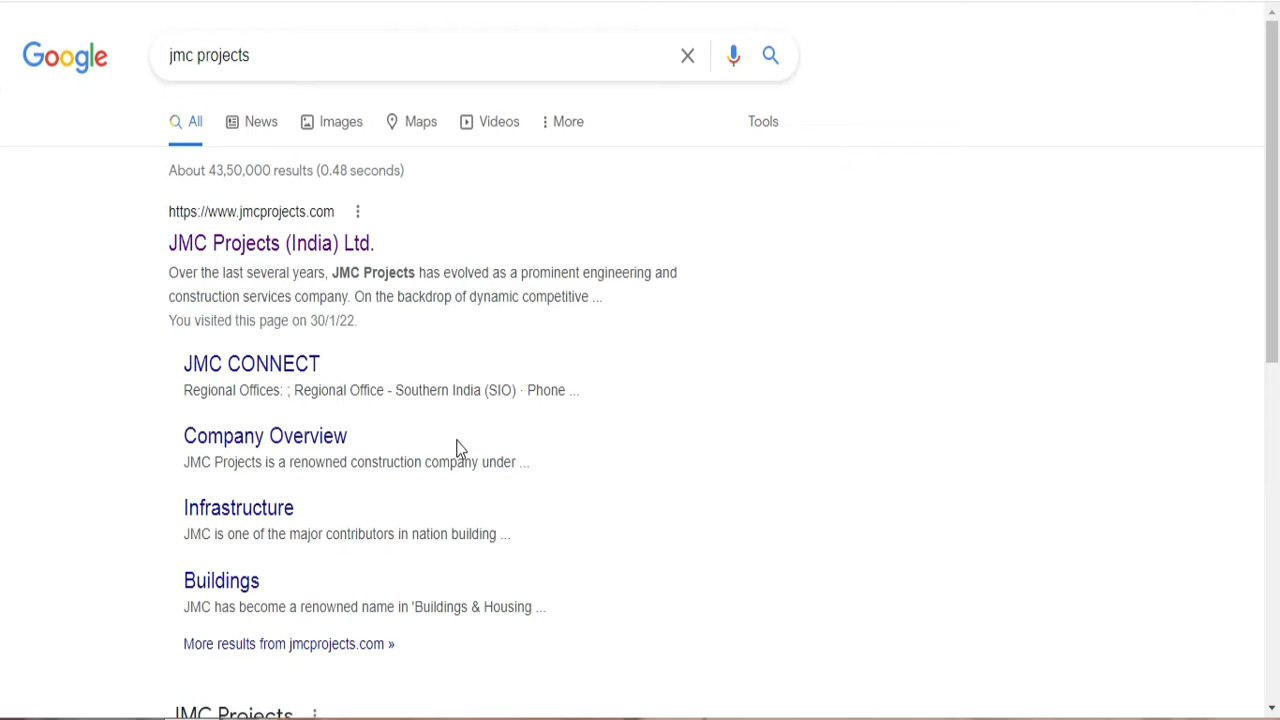 Google
jmc projects
All News Images Maps Videos More Tools
About 43,50,000 results (0.48 seconds)
https://www.jmcprojects.com
JMC Projects (India) Ltd.
Over the last several years, JMC Projects has evolved as a prominent engineering and
construction services company. On the backdrop of dynamic competitive ...
You visited this page on 30/1/22.
JMC CONNECT
Regional Offices: ; Regional Office - Southern India (SIO) · Phone ...
Company Overview
JMC Projects is a renowned construction company under ...
Infrastructure
JMC is one of the major contributors in nation building ...
Buildings
JMC has become a renowned name in 'Buildings & Housing ...
More results from jmcprojects.com »
JMC Projects